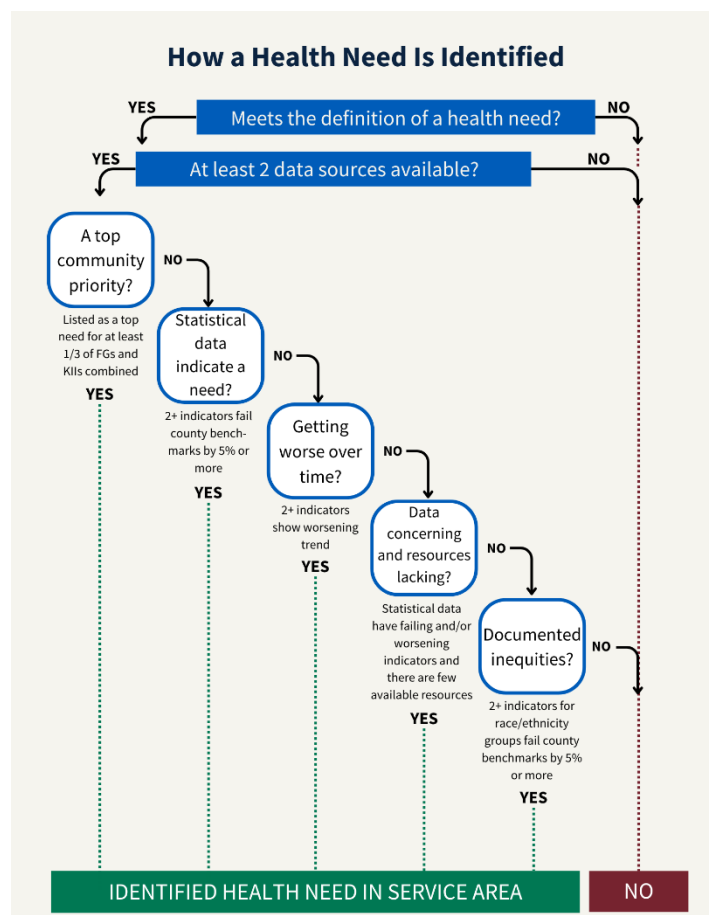 How a Health Need Is Identified
YES
Meets the definition of a health need?
NO
YES
At least 2 data sources available?
NO
A top
community
priority?
NO
Listed as a top
need for at least
1/3 of FGs and
KIIs combined
YES
Statistical
data
indicate a
need?
NO
2+ indicators fail
county bench-
marks by 5% or
more
YES
Getting
worse over
time?
NO
2+ indicators
show worsening
trend
YES
Data
concerning
and resources
lacking?
NO
Statistical data
have failing and/or
worsening
indicators and
there are few
available resources
YES
Documented
inequities?
NO
2+ indicators for
race/ethnicity
groups fail county
benchmarks by 5%
or more
YES
IDENTIFIED HEALTH NEED IN SERVICE AREA
NO